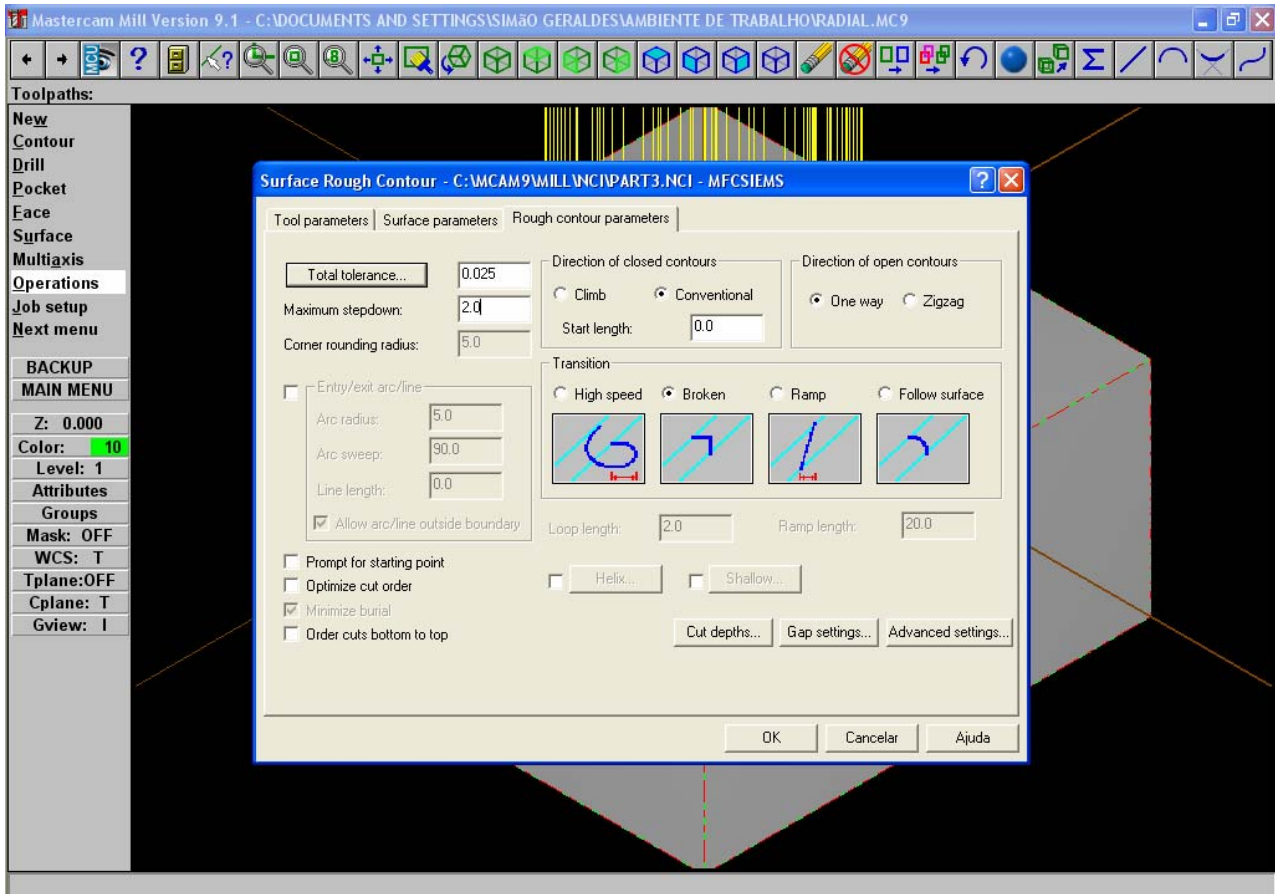 Mastercam Mill Version 9.1 - C:\DOCUMENTS AND SETTINGS\SIMãO GERALDES\AMBIENTE DE TRABALHO\RADIAL.MC9
MCU
Toolpaths:
New
Contour
Drill
Pocket
Face
Surface
Multiaxis
Operations
Job setup
Next menu
BACKUP
MAIN MENU
Z: 0.000
Color: 10
Level: 1
Attributes
Groups
Mask: OFF
WCS: T
Tplane:OFF
Cplane: T
Gview: I
Surface Rough Contour - C:\MCAM9\MILL\NCI\PART3.NCI - MFCSIEMS
Tool parameters Surface parameters Rough contour parameters
Total tolerance... 0.025
Maximum stepdown: 2.0
Corner rounding radius: 5.0
Entry/exit arc/line
Arc radius: 5.0
Arc sweep: 90.0
Line length: 0.0
Allow arc/line outside boundary
Prompt for starting point
Optimize cut order
Minimize burial
Order cuts bottom to top
Direction of closed contours
Climb Conventional
Start length: 0.0
Direction of open contours
One way Zigzag
Transition
High speed Broken Ramp Follow surface
Loop length: 2.0 Ramp length: 20.0
Helix... Shallow...
Cut depths... Gap settings... Advanced settings...
OK Cancelar Ajuda